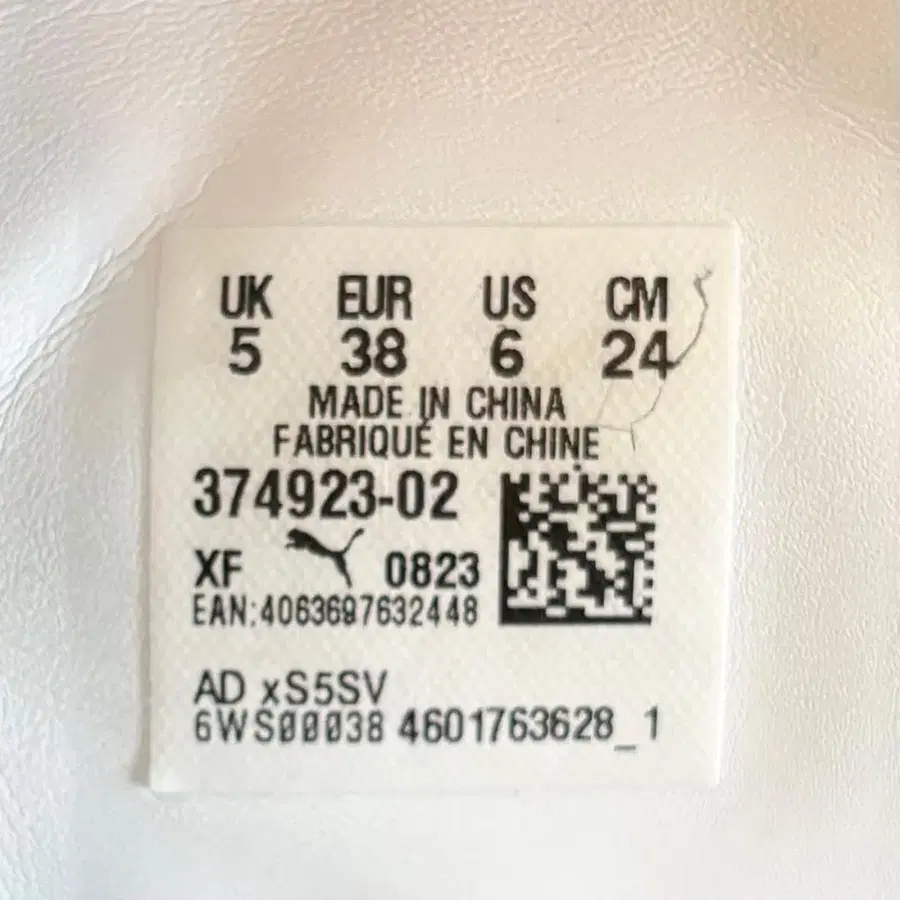 UK EUR US CM
5 38 6 24
MADE IN CHINA
FABRIQUÉ EN CHINE
374923-02
XF 0823
EAN:4063697632448
AD xS5SV
6WS00038 4601763628_1